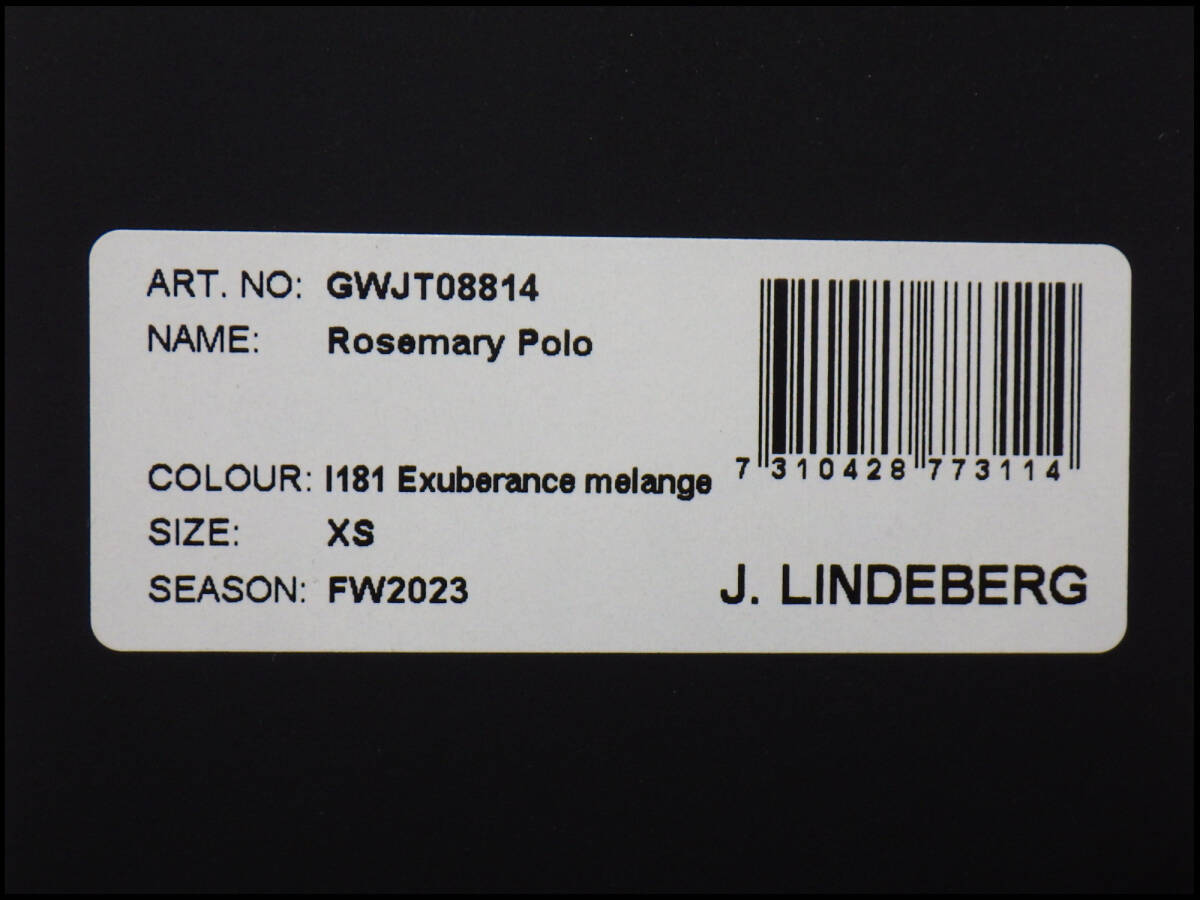 ART. NO: GWJT08814
NAME: Rosemary Polo
COLOUR: I181 Exuberance melange
SIZE: XS
SEASON: FW2023
7 310428 773114
J. LINDEBERG